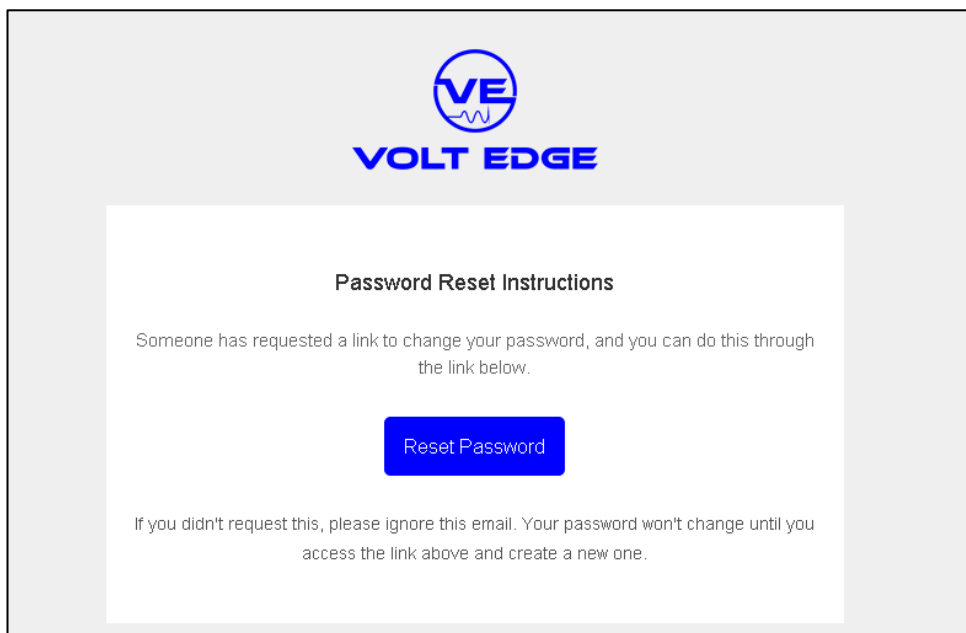 VE
VOLT EDGE
Password Reset Instructions
Someone has requested a link to change your password, and you can do this through
the link below.
Reset Password
If you didn't request this, please ignore this email. Your password won't change until you
access the link above and create a new one.